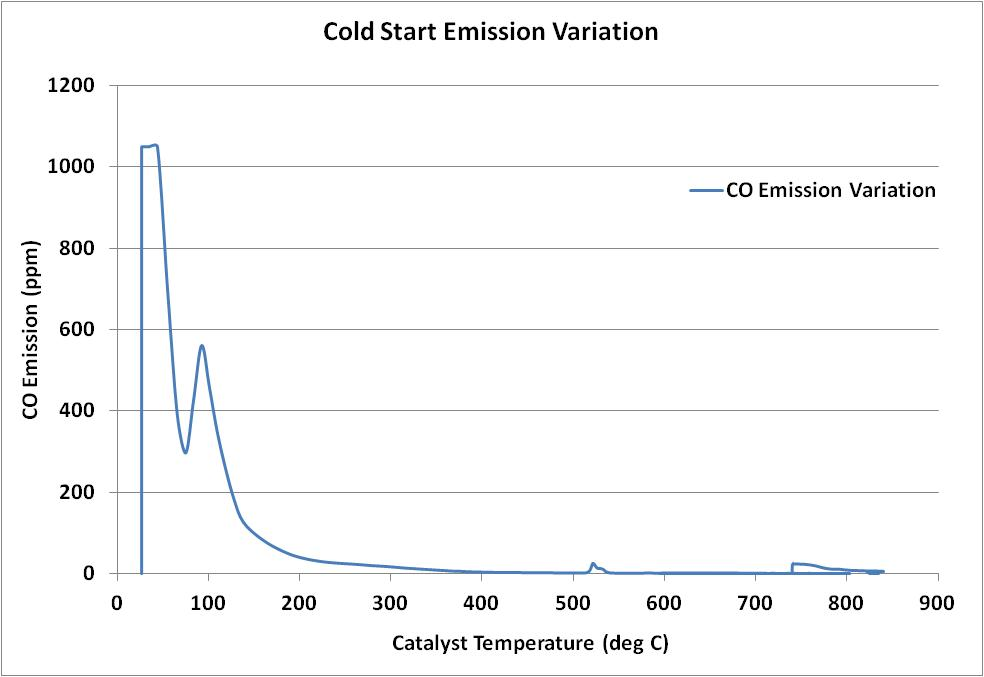 Cold Start Emission Variation
1200
1000
800
600
400
200
0
CO Emission (ppm)
CO Emission Variation
0 100 200 300 400 500 600 700 800 900
Catalyst Temperature (deg C)